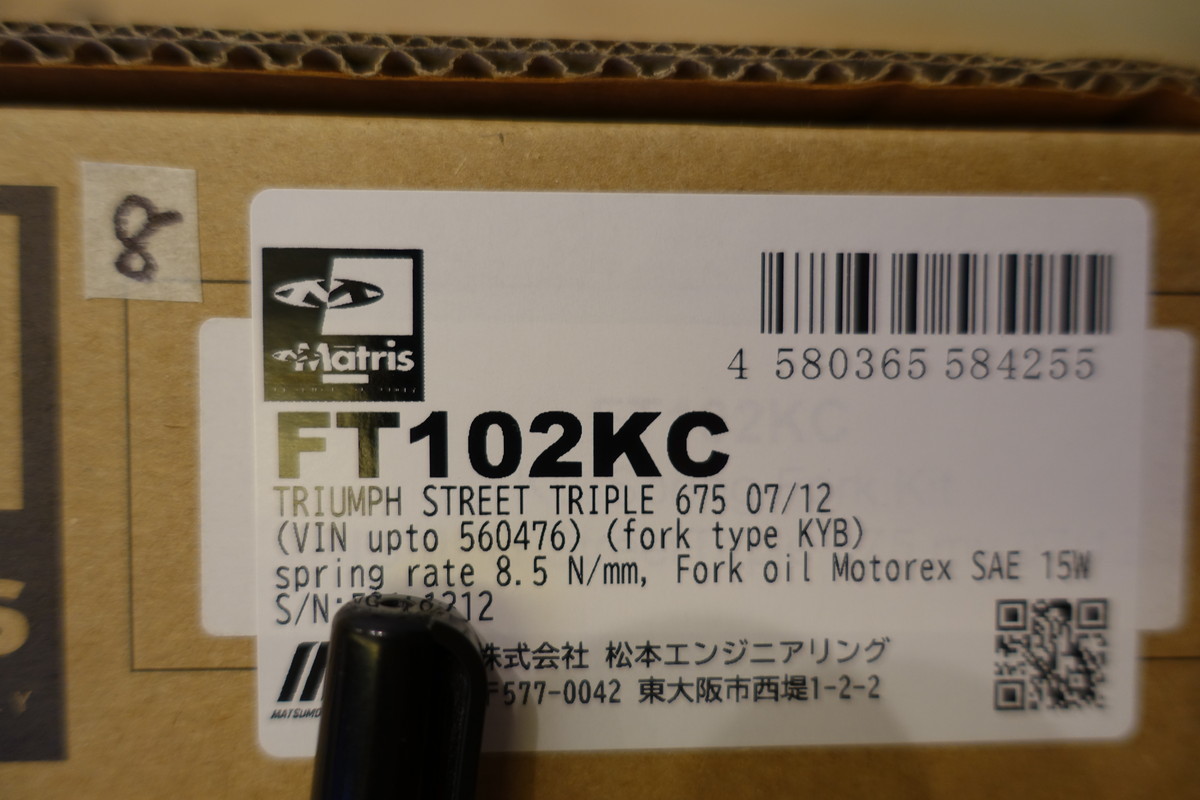 8
Matris
4 580365 584255
FT102KC
TRIUMPH STREET TRIPLE 675 07/12
(VIN upto 560476) (fork type KYB)
spring rate 8.5 N/mm, Fork oil Motorex SAE 15W
S/N:
株式会社 松本エンジニアリング
577-0042 東大阪市西堤1-2-2
S
Y